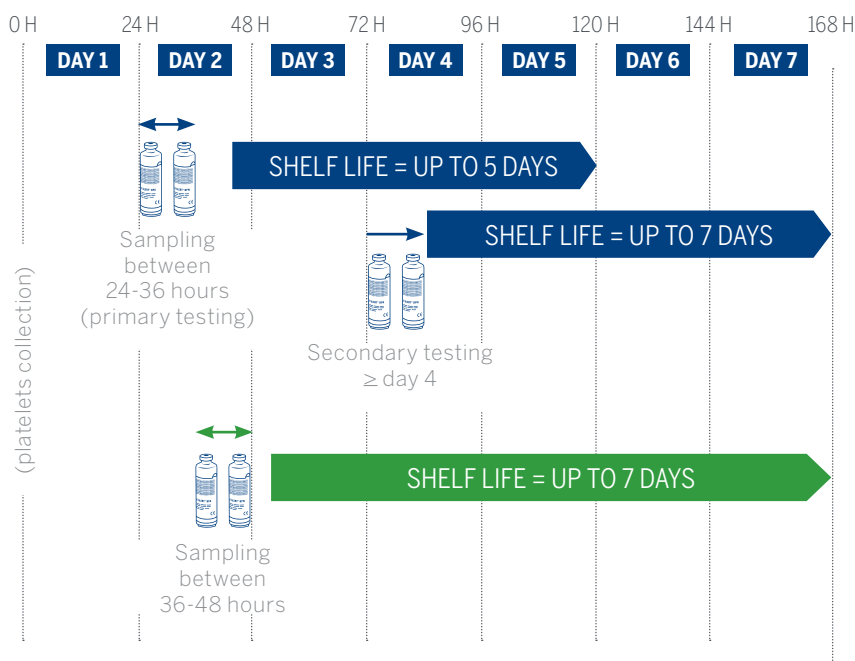 0 H 24 H 48 H 72 H 96 H 120 H 144 H 168 H
DAY 1 DAY 2 DAY 3 DAY 4 DAY 5 DAY 6 DAY 7
SHELF LIFE = UP TO 5 DAYS
SHELF LIFE = UP TO 7 DAYS
Sampling
between
24-36 hours
(primary testing)
(platelets collection)
Secondary testing
≥ day 4
SHELF LIFE = UP TO 7 DAYS
Sampling
between
36-48 hours